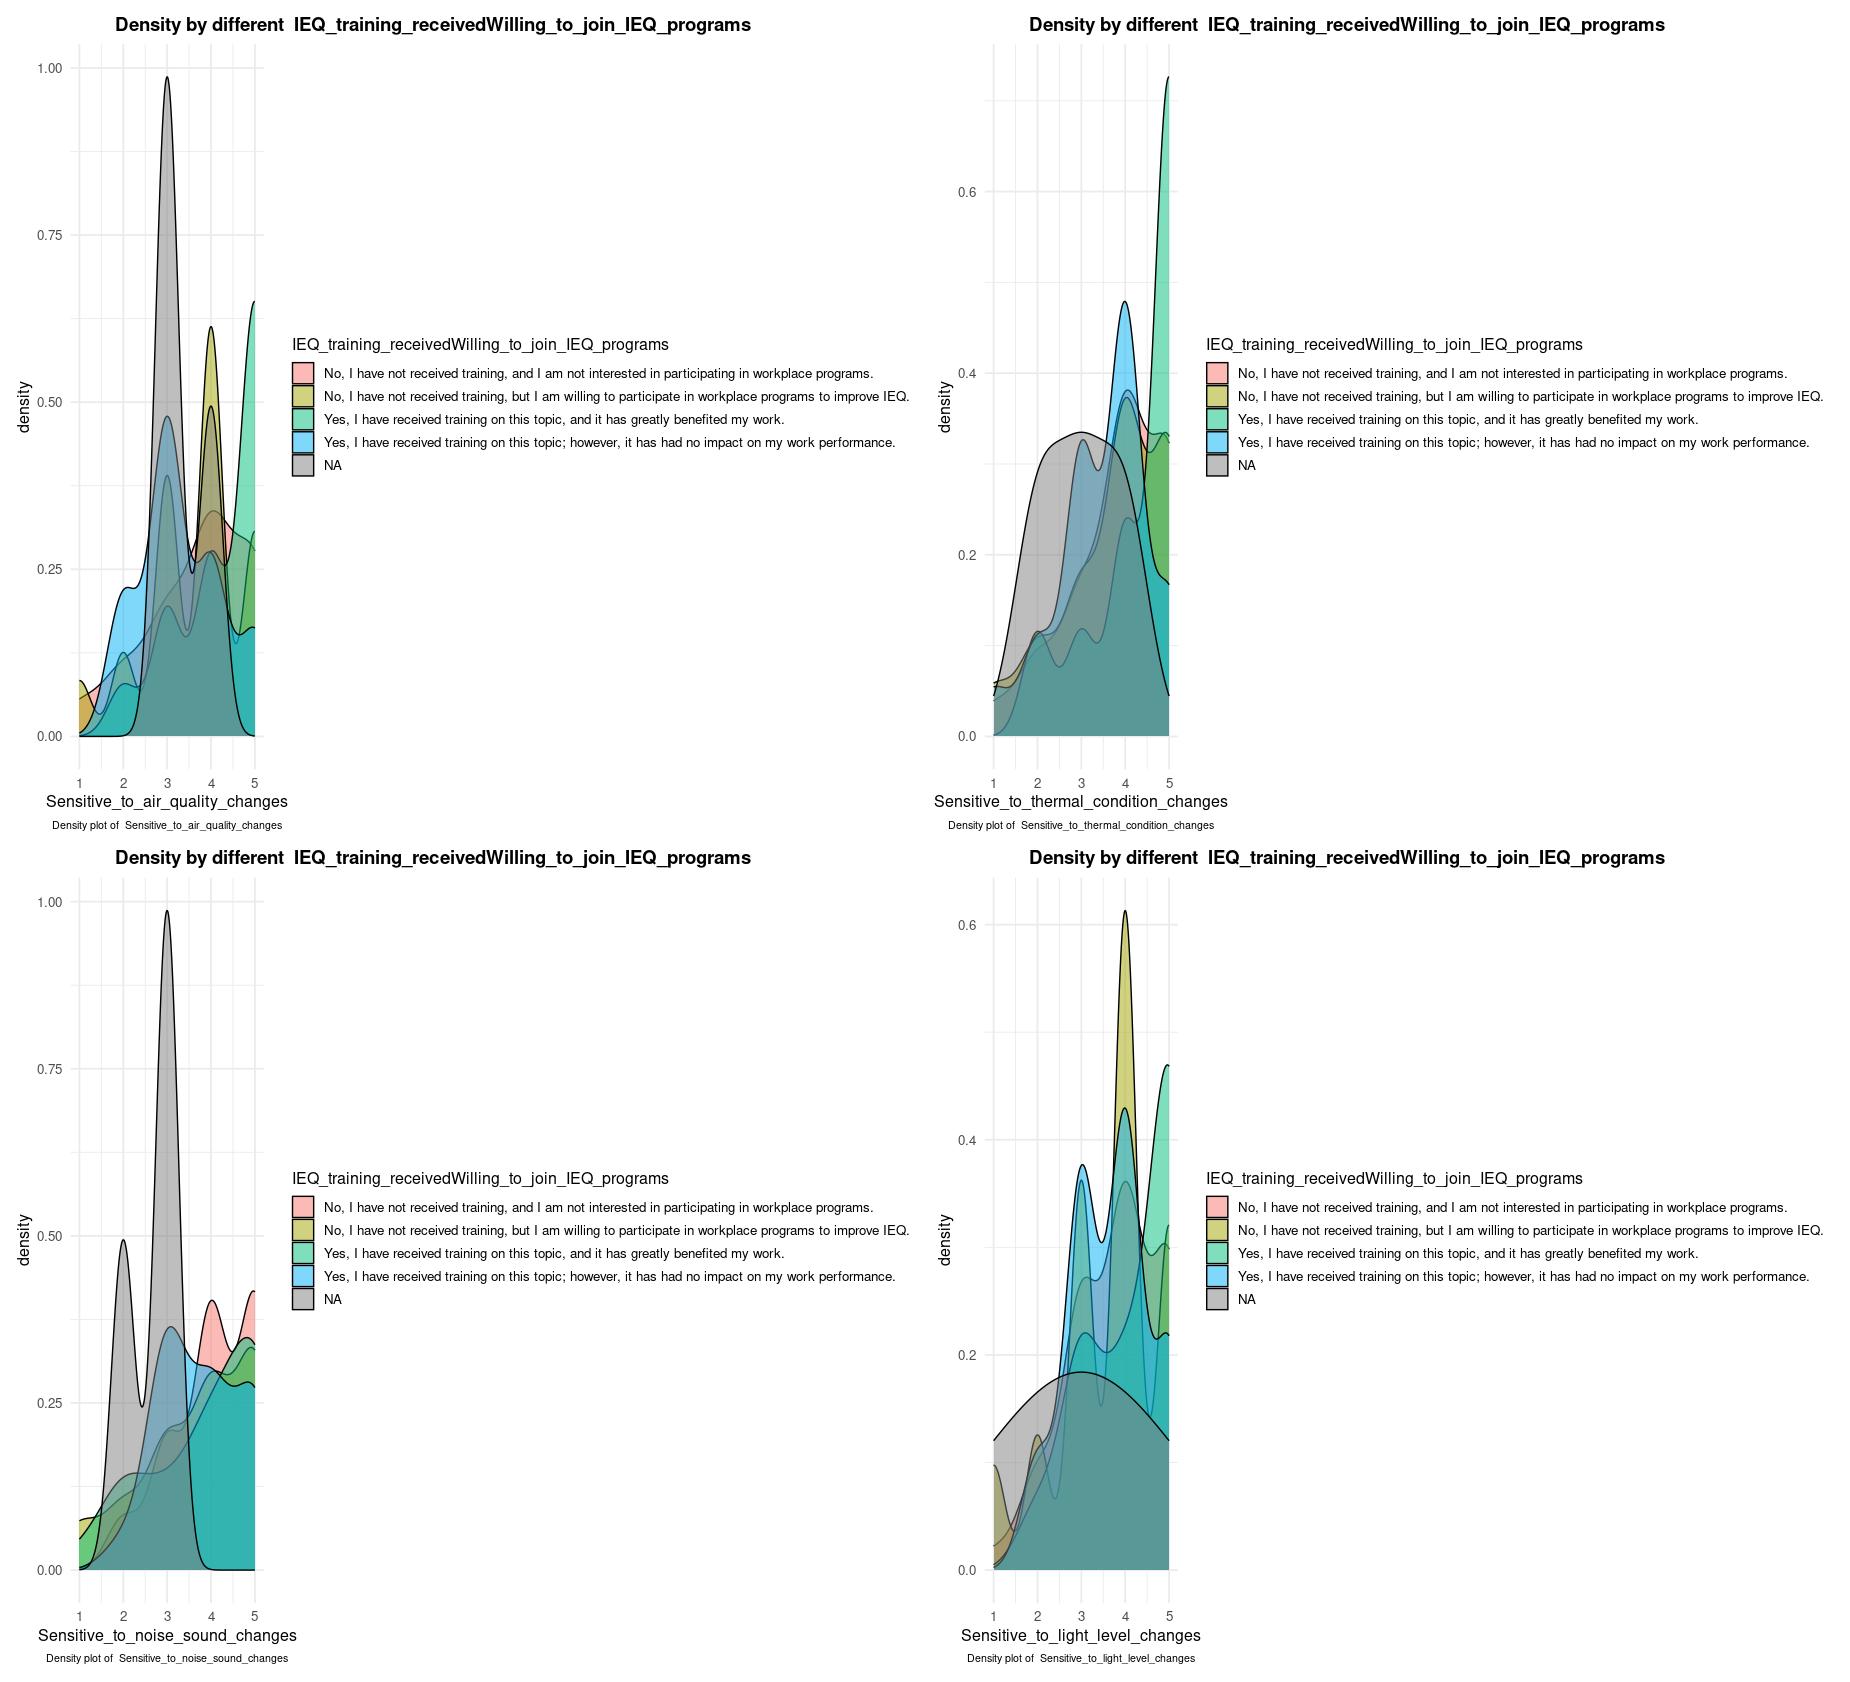 Density by different  IEQ_training_receivedWilling_to_join_IEQ_programs
1.00
0.75
0.50
0.25
0.00
density
1 2 3 4 5
Sensitive_to_air_quality_changes
Density plot of  Sensitive_to_air_quality_changes
IEQ_training_receivedWilling_to_join_IEQ_programs
No, I have not received training, and I am not interested in participating in workplace programs.
No, I have not received training, but I am willing to participate in workplace programs to improve IEQ.
Yes, I have received training on this topic, and it has greatly benefited my work.
Yes, I have received training on this topic; however, it has had no impact on my work performance.
NA
Density by different  IEQ_training_receivedWilling_to_join_IEQ_programs
0.6
0.4
0.2
0.0
density
1 2 3 4 5
Sensitive_to_thermal_condition_changes
Density plot of  Sensitive_to_thermal_condition_changes
IEQ_training_receivedWilling_to_join_IEQ_programs
No, I have not received training, and I am not interested in participating in workplace programs.
No, I have not received training, but I am willing to participate in workplace programs to improve IEQ.
Yes, I have received training on this topic, and it has greatly benefited my work.
Yes, I have received training on this topic; however, it has had no impact on my work performance.
NA
Density by different  IEQ_training_receivedWilling_to_join_IEQ_programs
1.00
0.75
0.50
0.25
0.00
density
1 2 3 4 5
Sensitive_to_noise_sound_changes
Density plot of  Sensitive_to_noise_sound_changes
IEQ_training_receivedWilling_to_join_IEQ_programs
No, I have not received training, and I am not interested in participating in workplace programs.
No, I have not received training, but I am willing to participate in workplace programs to improve IEQ.
Yes, I have received training on this topic, and it has greatly benefited my work.
Yes, I have received training on this topic; however, it has had no impact on my work performance.
NA
Density by different  IEQ_training_receivedWilling_to_join_IEQ_programs
0.6
0.4
0.2
0.0
density
1 2 3 4 5
Sensitive_to_light_level_changes
Density plot of  Sensitive_to_light_level_changes
IEQ_training_receivedWilling_to_join_IEQ_programs
No, I have not received training, and I am not interested in participating in workplace programs.
No, I have not received training, but I am willing to participate in workplace programs to improve IEQ.
Yes, I have received training on this topic, and it has greatly benefited my work.
Yes, I have received training on this topic; however, it has had no impact on my work performance.
NA